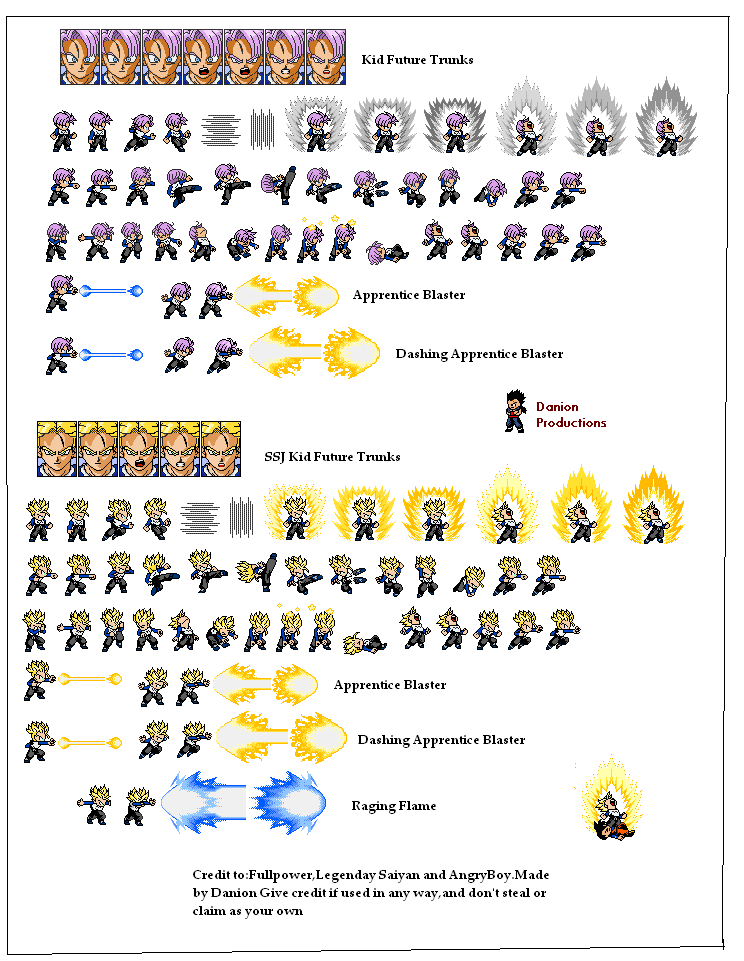 Kid Future Trunks
Apprentice Blaster
Dashing Apprentice Blaster
Danion
Productions
SSJ Kid Future Trunks
Apprentice Blaster
Dashing Apprentice Blaster
Raging Flame
Credit to:Fullpower,Legenday Saiyan and AngryBoy.Made
by Danion Give credit if used in any way,and don't steal or
claim as your own